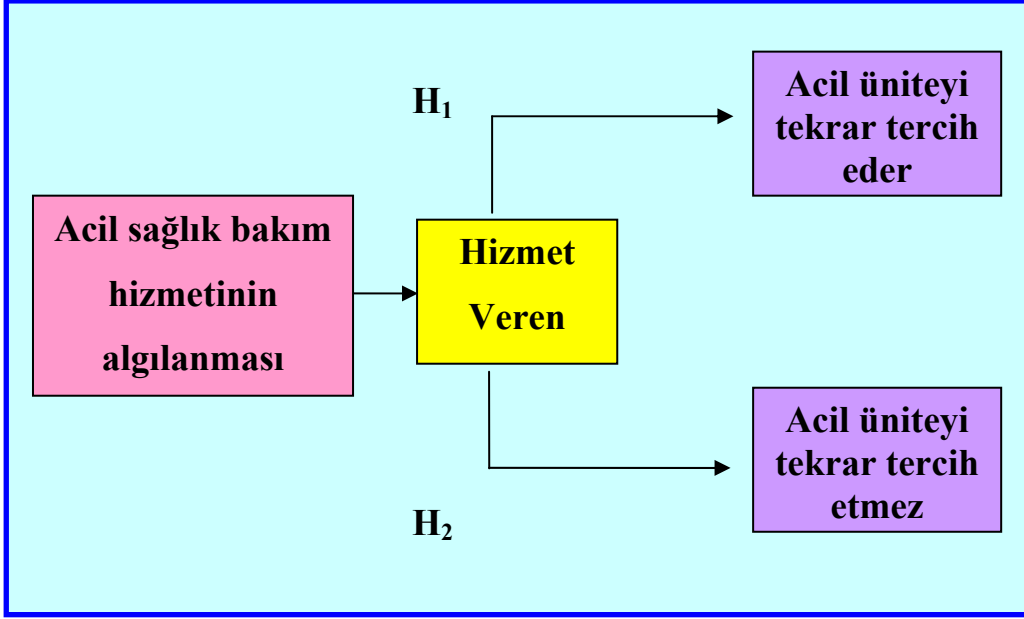 H₁
Acil üniteyi
tekrar tercih
eder
Acil sağlık bakım
hizmetinin
algılanması
Hizmet
Veren
Acil üniteyi
tekrar tercih
etmez
H₂